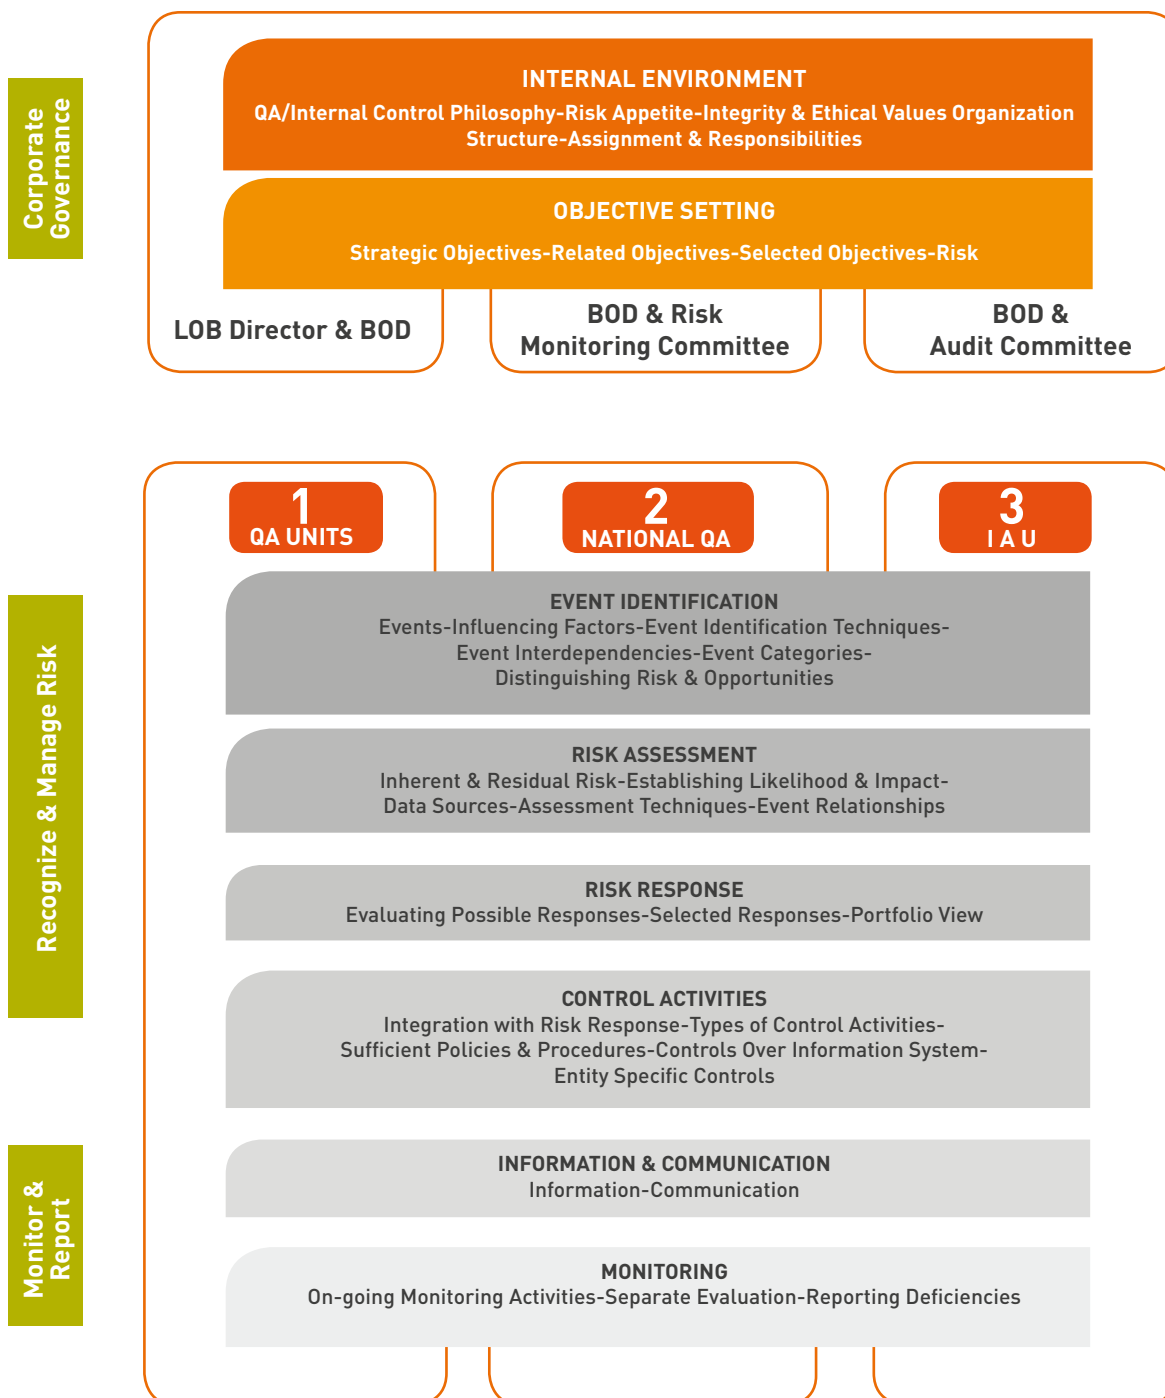 Corporate
Governance
INTERNAL ENVIRONMENT
QA/Internal Control Philosophy-Risk Appetite-Integrity & Ethical Values Organization
Structure-Assignment & Responsibilities
OBJECTIVE SETTING
Strategic Objectives-Related Objectives-Selected Objectives-Risk
LOB Director & BOD
BOD & Risk
Monitoring Committee
BOD &
Audit Committee
1
QA UNITS
2
NATIONAL QA
3
I A U
Recognize & Manage Risk
EVENT IDENTIFICATION
Events-Influencing Factors-Event Identification Techniques-
Event Interdependencies-Event Categories-
Distinguishing Risk & Opportunities
RISK ASSESSMENT
Inherent & Residual Risk-Establishing Likelihood & Impact-
Data Sources-Assessment Techniques-Event Relationships
RISK RESPONSE
Evaluating Possible Responses-Selected Responses-Portfolio View
CONTROL ACTIVITIES
Integration with Risk Response-Types of Control Activities-
Sufficient Policies & Procedures-Controls Over Information System-
Entity Specific Controls
Monitor &
Report
INFORMATION & COMMUNICATION
Information-Communication
MONITORING
On-going Monitoring Activities-Separate Evaluation-Reporting Deficiencies